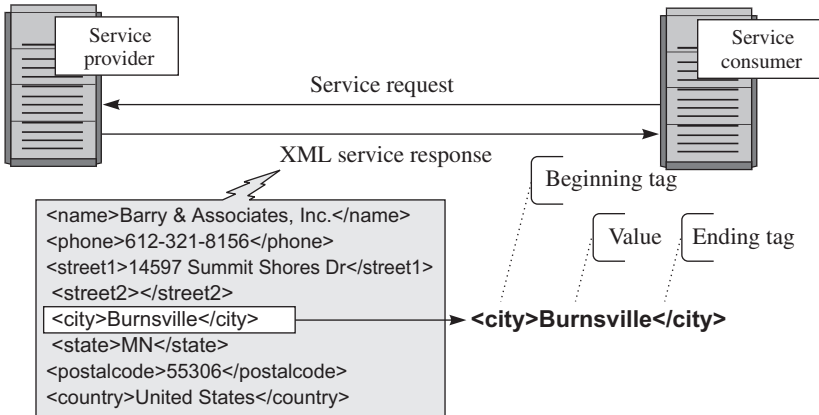 Service
provider
Service
consumer
Service request
XML service response
Beginning tag
Value
Ending tag
<name>Barry & Associates, Inc.</name>
<phone>612-321-8156</phone>
<street1>14597 Summit Shores Dr</street1>
<street2></street2>
<city>Burnsville</city>
<city>Burnsville</city>
<state>MN</state>
<postalcode>55306</postalcode>
<country>United States</country>